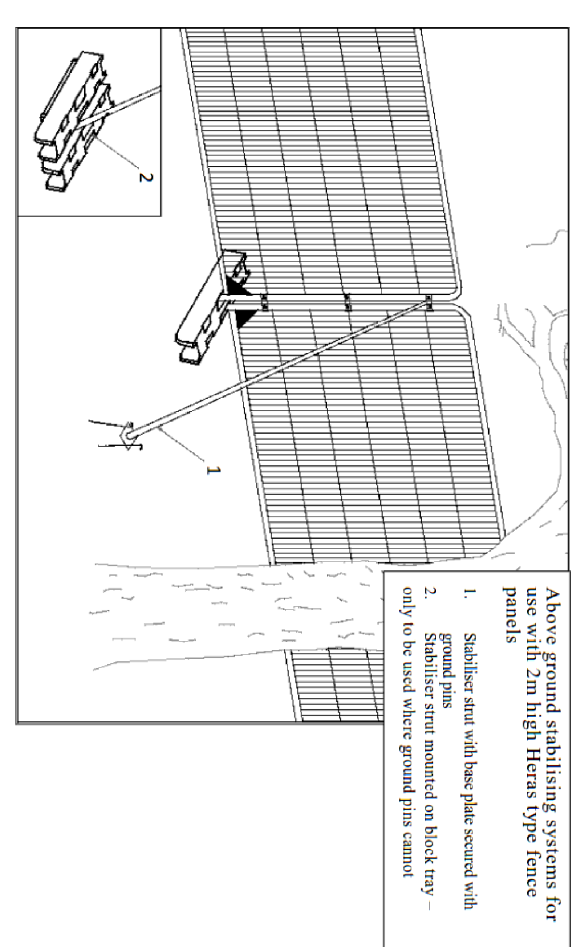 Above ground stabilising systems for
use with 2m high Heras type fence
panels
1. Stabiliser strut with base plate secured with
ground pins
2. Stabiliser strut mounted on block tray –
only to be used where ground pins cannot
1
2